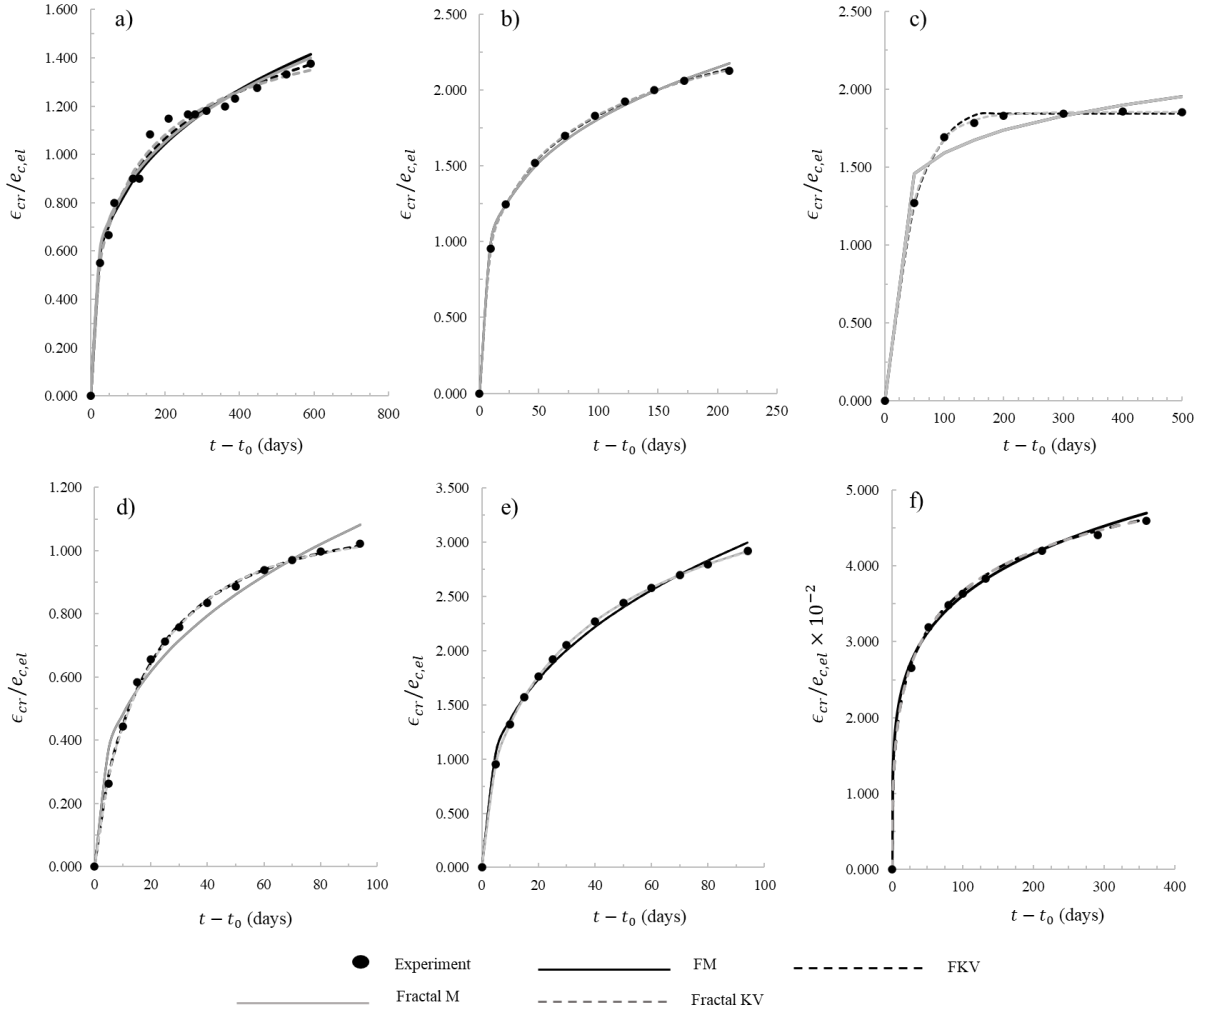 a)
1.600
1.400
1.200
1.000
0.800
0.600
0.400
0.200
0.000
0 200 400 600 800
ϵcr/ec,el
t − t0 (days)
b)
2.500
2.000
1.500
1.000
0.500
0.000
0 50 100 150 200 250
ϵcr/ec,el
t − t0 (days)
c)
2.500
2.000
1.500
1.000
0.500
0.000
0 100 200 300 400 500
ϵcr/ec,el
t − t0 (days)
d)
1.200
1.000
0.800
0.600
0.400
0.200
0.000
0 20 40 60 80 100
ϵcr/ec,el
t − t0 (days)
e)
3.500
3.000
2.500
2.000
1.500
1.000
0.500
0.000
0 20 40 60 80 100
ϵcr/ec,el
t − t0 (days)
f)
5.000
4.000
3.000
2.000
1.000
0.000
0 100 200 300 400
ϵcr/ec,el × 10−2
t − t0 (days)
Experiment FM FKV
Fractal M Fractal KV